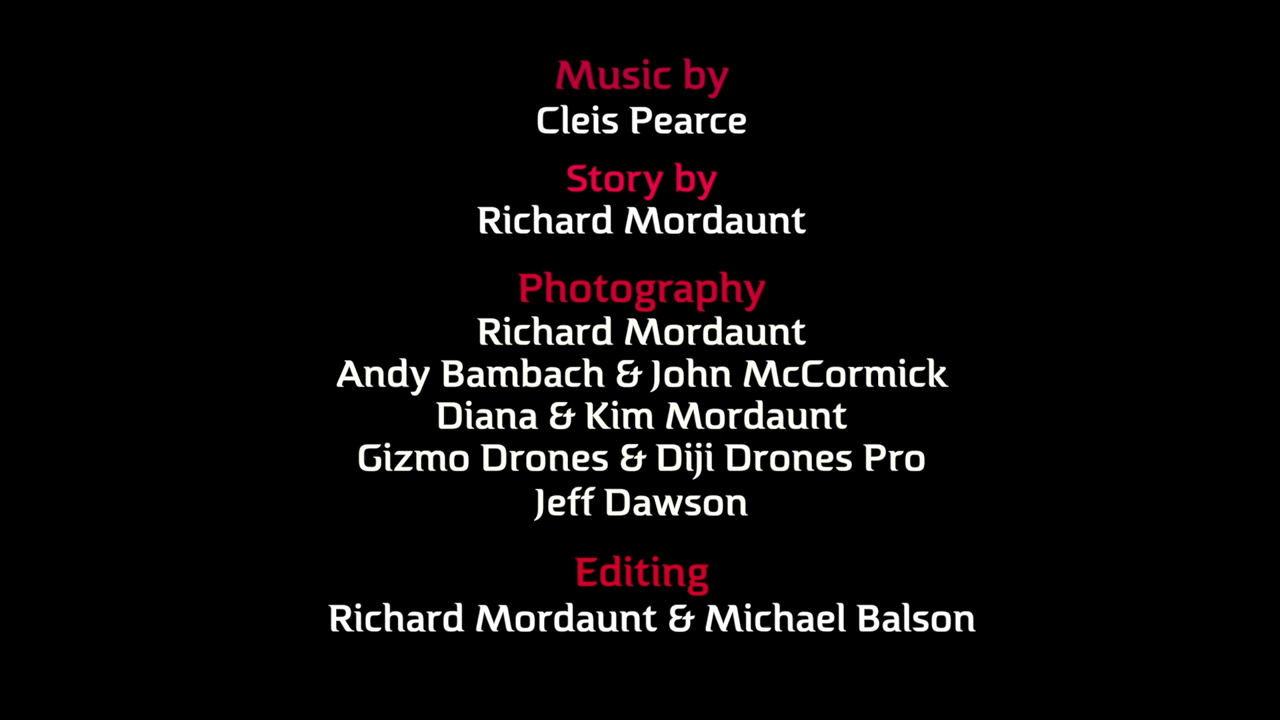 Music by
Cleis Pearce
Story by
Richard Mordaunt
Photography
Richard Mordaunt
Andy Bambach & John McCormick
Diana & Kim Mordaunt
Gizmo Drones & Diji Drones Pro
Jeff Dawson
Editing
Richard Mordaunt & Michael Balson